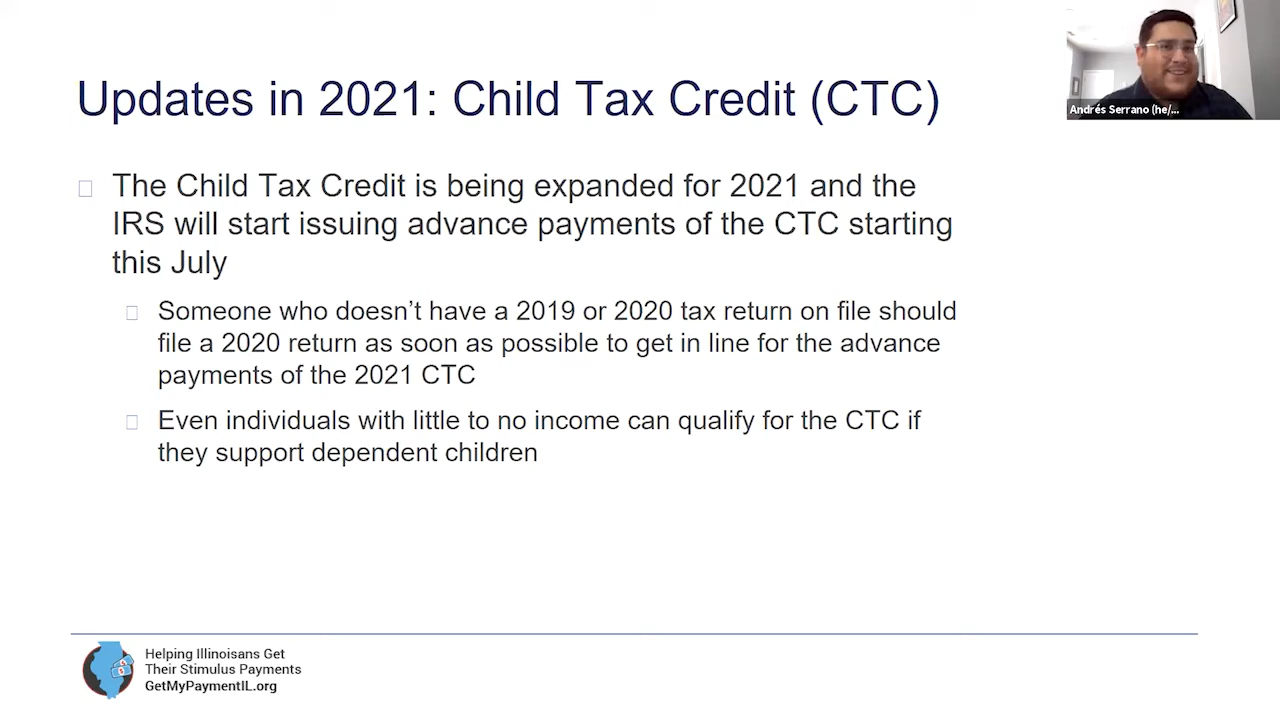 Updates in 2021: Child Tax Credit (CTC)
Andrés Serrano (he/...
The Child Tax Credit is being expanded for 2021 and the
IRS will start issuing advance payments of the CTC starting
this July
Someone who doesn’t have a 2019 or 2020 tax return on file should
file a 2020 return as soon as possible to get in line for the advance
payments of the 2021 CTC
Even individuals with little to no income can qualify for the CTC if
they support dependent children
Helping Illinoisans Get
Their Stimulus Payments
GetMyPaymentIL.org